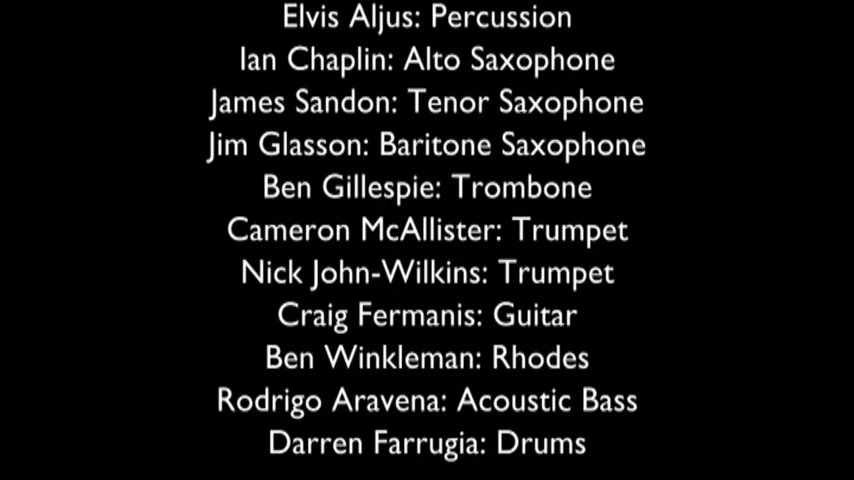 Elvis Aljus: Percussion
Ian Chaplin: Alto Saxophone
James Sandon: Tenor Saxophone
Jim Glasson: Baritone Saxophone
Ben Gillespie: Trombone
Cameron McAllister: Trumpet
Nick John-Wilkins: Trumpet
Craig Fermanis: Guitar
Ben Winkleman: Rhodes
Rodrigo Aravena: Acoustic Bass
Darren Farrugia: Drums